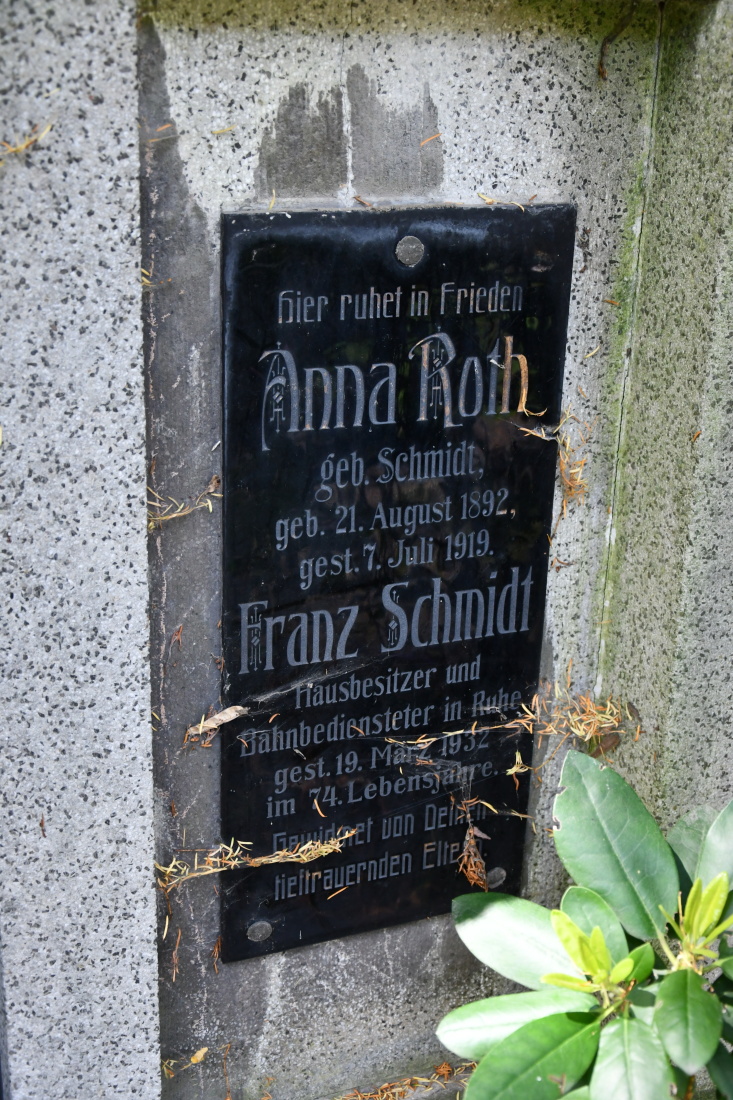 Hier ruhet in Frieden
Anna Roth
geb. Schmidt,
geb. 21. August 1892,
gest. 7. Juli 1919.
Franz Schmidt
Hausbesitzer und
Bahnbediensteter in Ruhe
gest. 19. März 1932
im 74. Lebensjahre.
Gewidmet von Deinen
tieftrauernden Eltern.